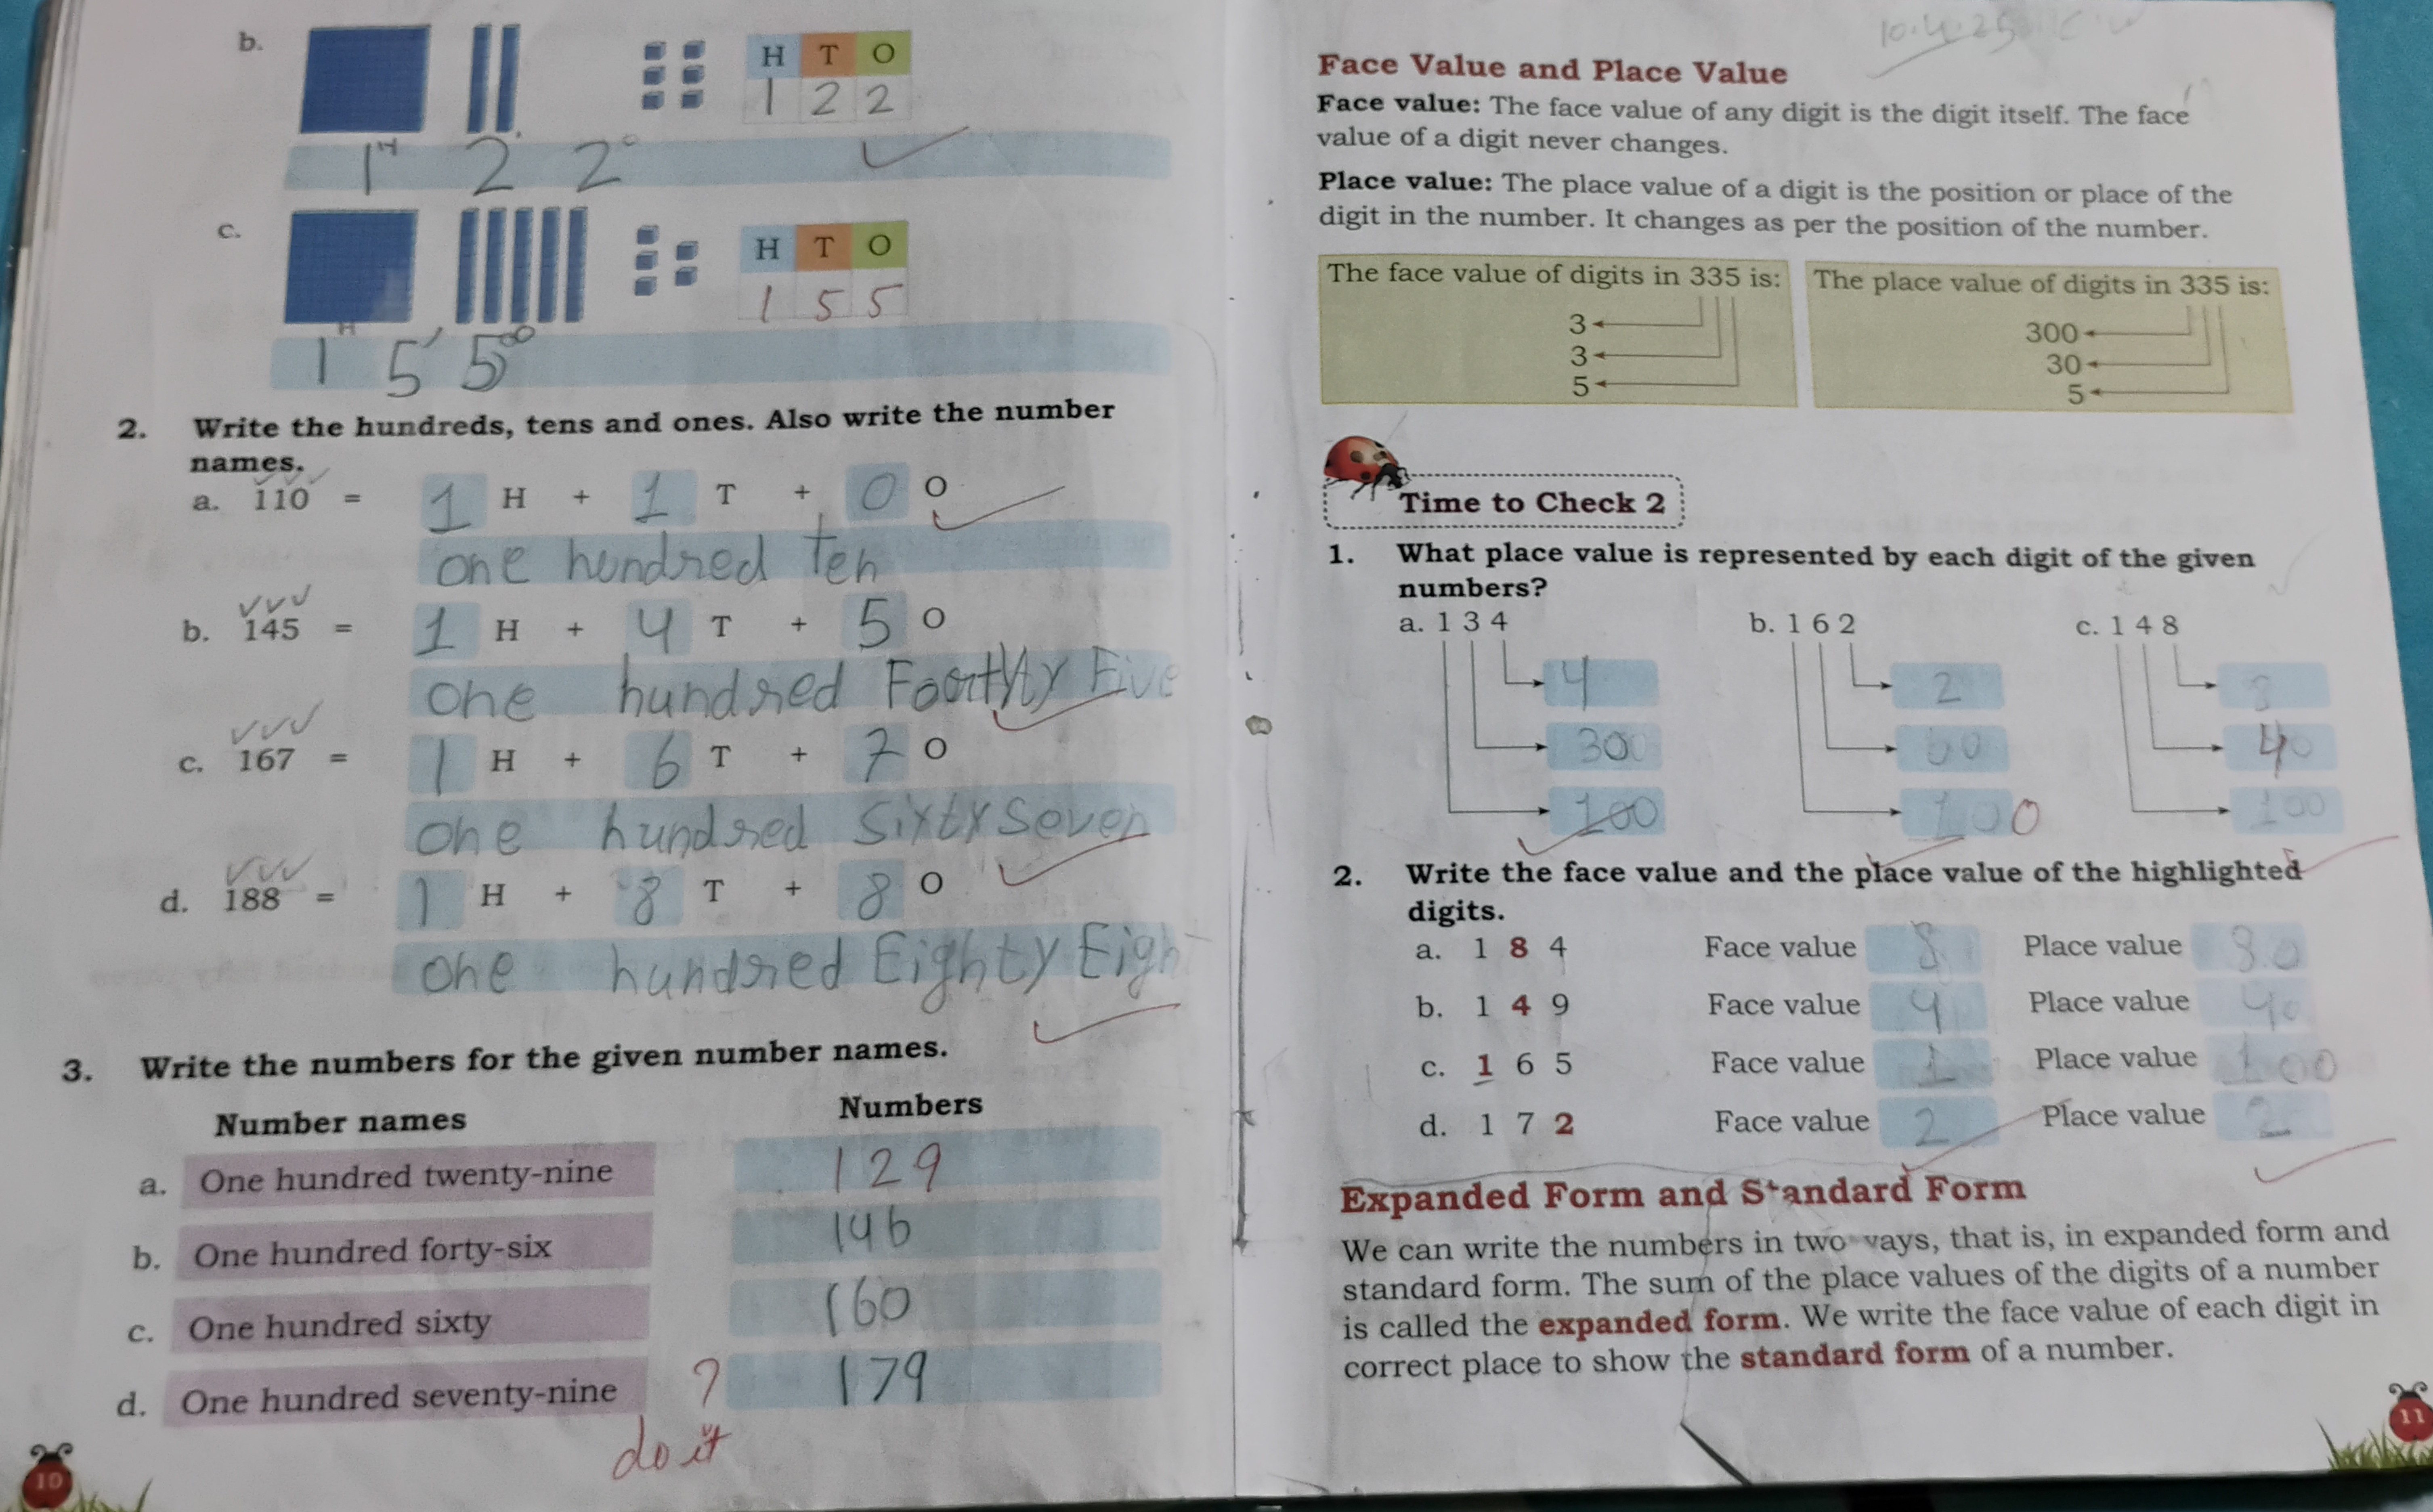 b.
H T O
1 2 2
1 H 2 2 o
c.
H T O
1 5 5
H
1 5 5 o
2. Write the hundreds, tens and ones. Also write the number
names.
a. 110 = 1 H + 1 T + 0 O
one hundred ten
b. 145 = 1 H + 4 T + 5 O
one hundred Five
c. 167 = 1 H + 6 T + 7 O
one hundred sixty seven
d. 188 = 1 H + 8 T + 8 O
one hundred Eighty Eigh
3. Write the numbers for the given number names.
Number names Numbers
a. One hundred twenty-nine 129
b. One hundred forty-six 146
c. One hundred sixty 160
d. One hundred seventy-nine ? 179
do it
10
10.4.25
Face Value and Place Value
Face value: The face value of any digit is the digit itself. The face
value of a digit never changes.
Place value: The place value of a digit is the position or place of the
digit in the number. It changes as per the position of the number.
The face value of digits in 335 is:
3
3
5
The place value of digits in 335 is:
300
30
5
Time to Check 2
1. What place value is represented by each digit of the given
numbers?
a. 1 3 4 b. 1 6 2 c. 1 4 8
4 2 8
300 60 40
100 100 100
2. Write the face value and the place value of the highlighted
digits.
a. 1 8 4 Face value 8 Place value 80
b. 1 4 9 Face value 4 Place value 40
c. 1 6 5 Face value 1 Place value 100
d. 1 7 2 Face value 2 Place value 2
Expanded Form and Standard Form
We can write the numbers in two ways, that is, in expanded form and
standard form. The sum of the place values of the digits of a number
is called the expanded form. We write the face value of each digit in
correct place to show the standard form of a number.
11